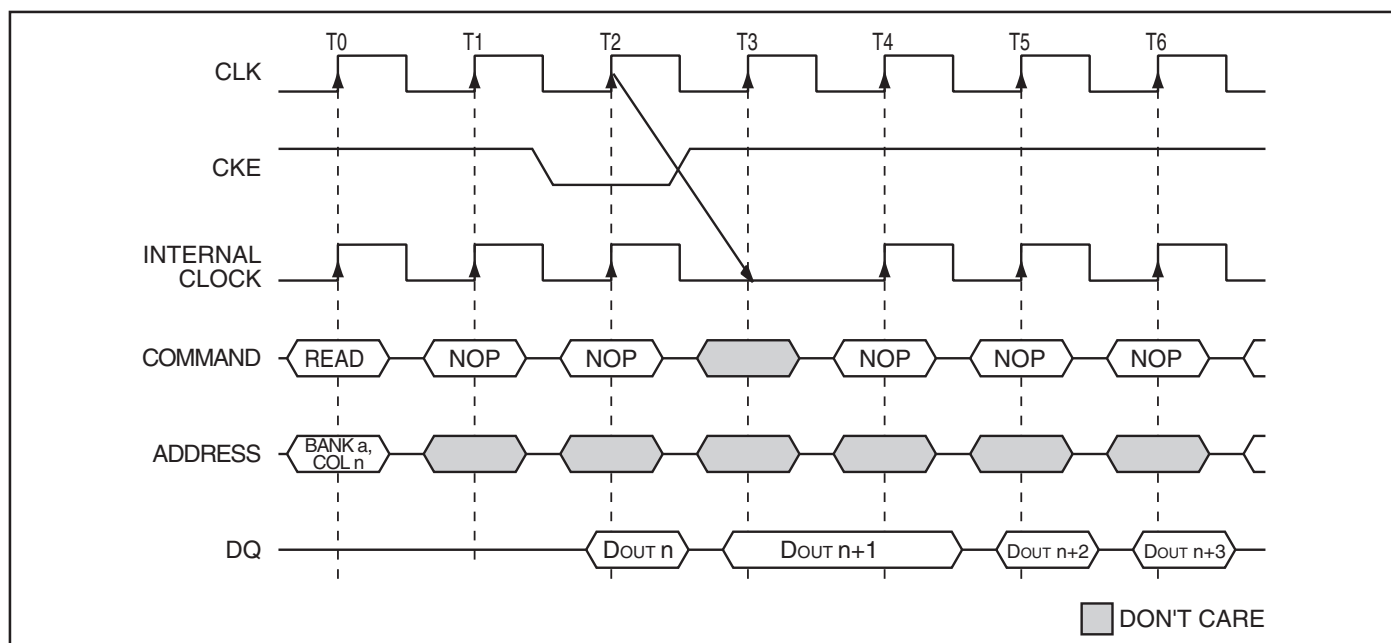 T0 T1 T2 T3 T4 T5 T6
CLK
CKE
INTERNAL
CLOCK
COMMAND READ NOP NOP NOP NOP NOP
ADDRESS BANK a,
COL n
DQ DOUT n DOUT n+1 DOUT n+2 DOUT n+3
DON'T CARE